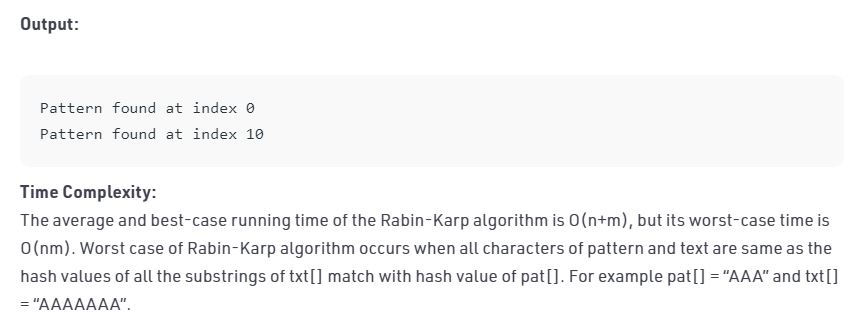 Output:
Pattern found at index 0
Pattern found at index 10
Time Complexity:
The average and best-case running time of the Rabin-Karp algorithm is O(n+m), but its worst-case time is
O(nm). Worst case of Rabin-Karp algorithm occurs when all characters of pattern and text are same as the
hash values of all the substrings of txt[] match with hash value of pat[]. For example pat[] = “AAA” and txt[]
= “AAAAAAA”.